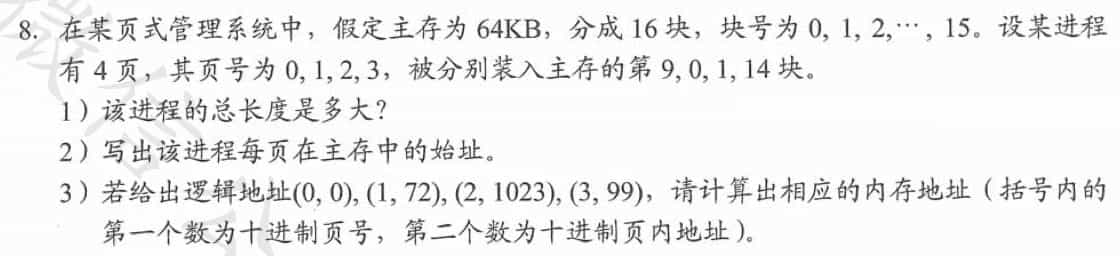 8. 在某页式管理系统中，假定主存为 64KB，分成 16 块，块号为 0, 1, 2,…, 15。设某进程
有 4 页，其页号为 0, 1, 2, 3，被分别装入主存的第 9, 0, 1, 14 块。
1）该进程的总长度是多大？
2）写出该进程每页在主存中的始址。
3）若给出逻辑地址(0, 0), (1, 72), (2, 1023), (3, 99)，请计算出相应的内存地址（括号内的
第一个数为十进制页号，第二个数为十进制页内地址）。